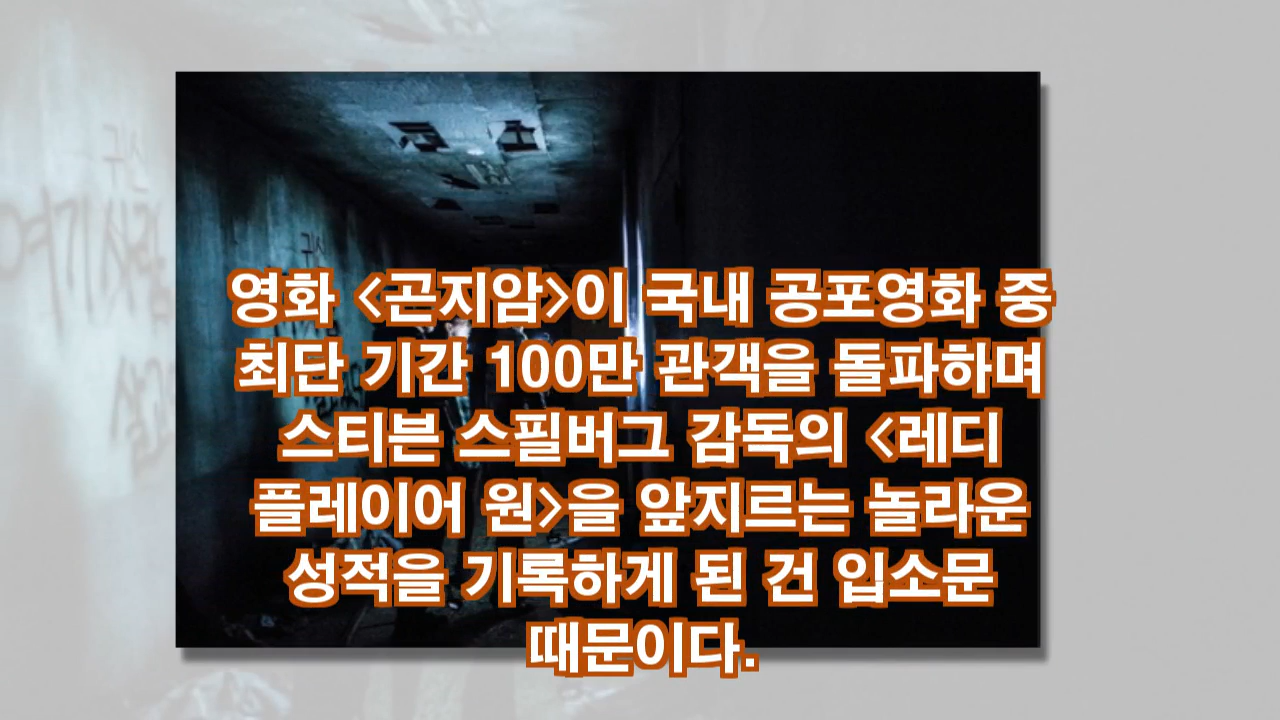 영화 <곤지암>이 국내 공포영화 중
최단 기간 100만 관객을 돌파하며
스티븐 스필버그 감독의 <레디
플레이어 원>을 앞지르는 놀라운
성적을 기록하게 된 건 입소문
때문이다.